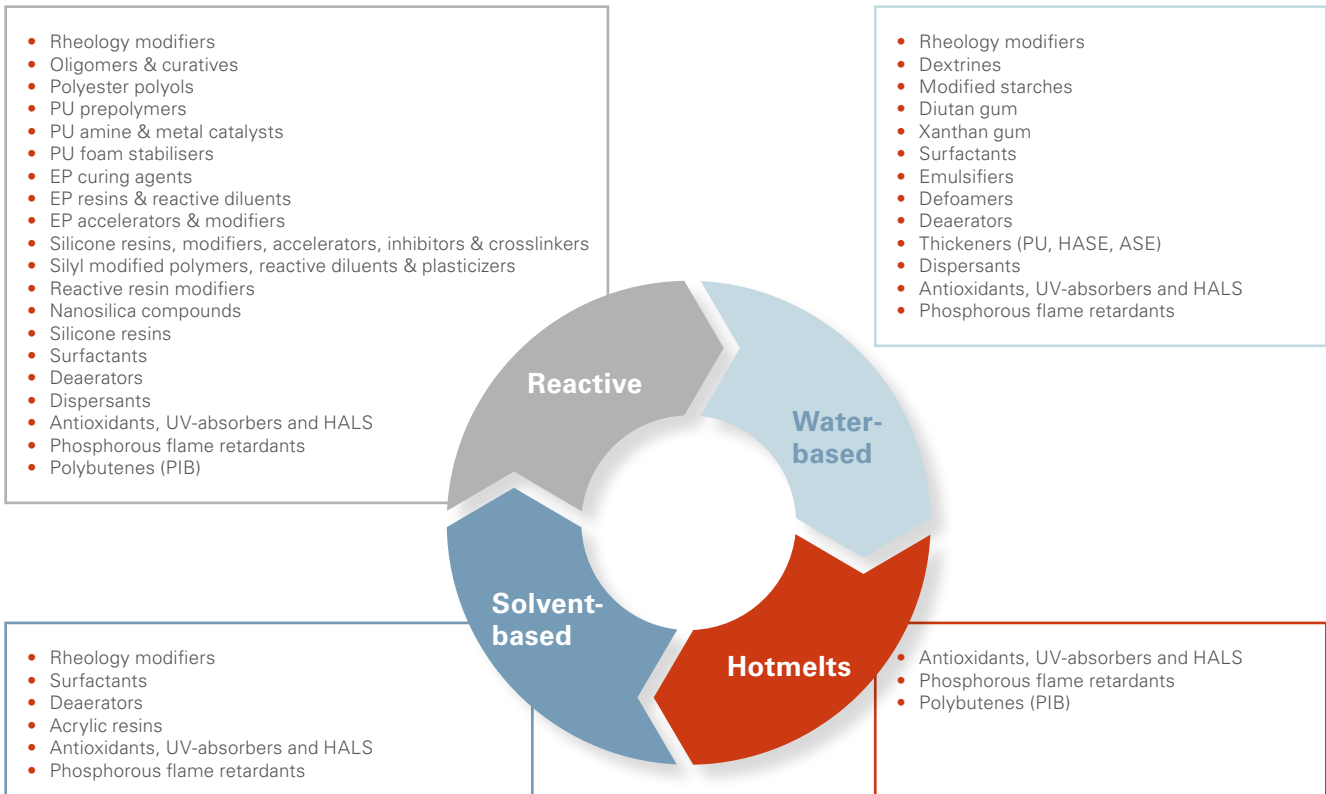 • Rheology modifiers
• Oligomers & curatives
• Polyester polyols
• PU prepolymers
• PU amine & metal catalysts
• PU foam stabilisers
• EP curing agents
• EP resins & reactive diluents
• EP accelerators & modifiers
• Silicone resins, modifiers, accelerators, inhibitors & crosslinkers
• Silyl modified polymers, reactive diluents & plasticizers
• Reactive resin modifiers
• Nanosilica compounds
• Silicone resins
• Surfactants
• Deaerators
• Dispersants
• Antioxidants, UV-absorbers and HALS
• Phosphorous flame retardants
• Polybutenes (PIB)
• Rheology modifiers
• Dextrines
• Modified starches
• Diutan gum
• Xanthan gum
• Surfactants
• Emulsifiers
• Defoamers
• Deaerators
• Thickeners (PU, HASE, ASE)
• Dispersants
• Antioxidants, UV-absorbers and HALS
• Phosphorous flame retardants
Reactive
Water-
based
Solvent-
based
Hotmelts
• Rheology modifiers
• Surfactants
• Deaerators
• Acrylic resins
• Antioxidants, UV-absorbers and HALS
• Phosphorous flame retardants
• Antioxidants, UV-absorbers and HALS
• Phosphorous flame retardants
• Polybutenes (PIB)